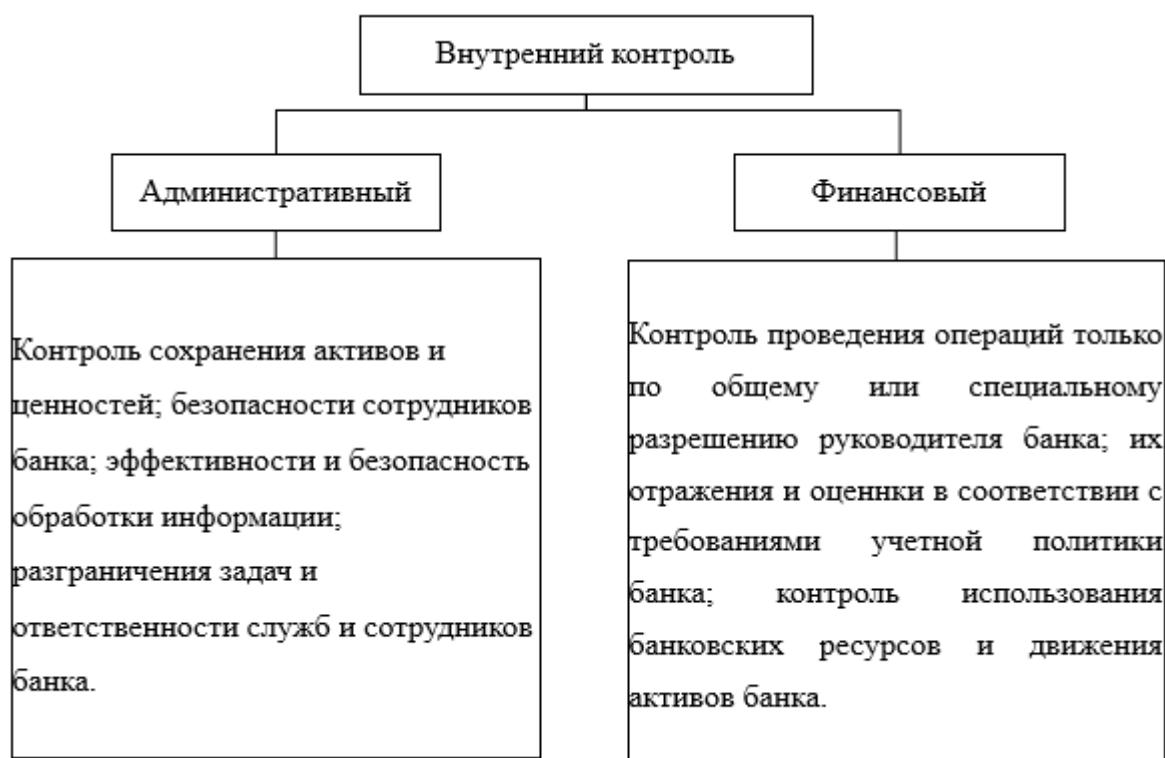 Внутренний контроль
Административный
Финансовый
Контроль сохранения активов и
ценностей; безопасности сотрудников
банка; эффективности и безопасность
обработки информации;
разграничения задач и
ответственности служб и сотрудников
банка.
Контроль проведения операций только
по общему или специальному
разрешению руководителя банка; их
отражения и оценнки в соответствии с
требованиями учетной политики
банка; контроль использования
банковских ресурсов и движения
активов банка.